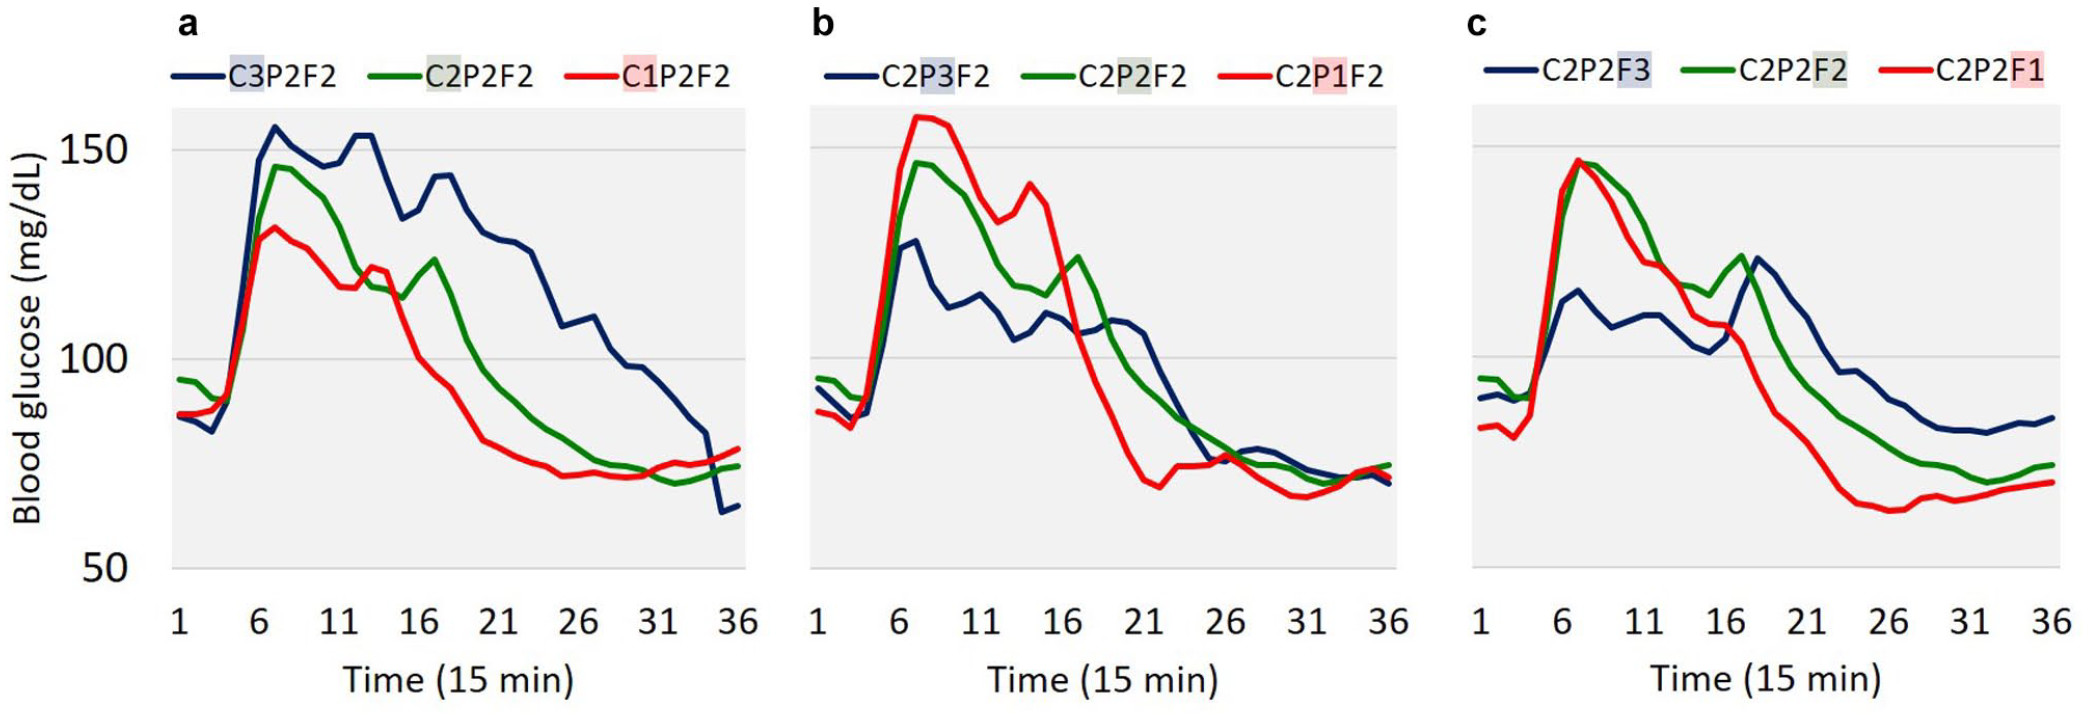 a
b
c
C3P2F2 C2P2F2 C1P2F2
C2P3F2 C2P2F2 C2P1F2
C2P2F3 C2P2F2 C2P2F1
Blood glucose (mg/dL)
150
100
50
1 6 11 16 21 26 31 36
1 6 11 16 21 26 31 36
1 6 11 16 21 26 31 36
Time (15 min)
Time (15 min)
Time (15 min)